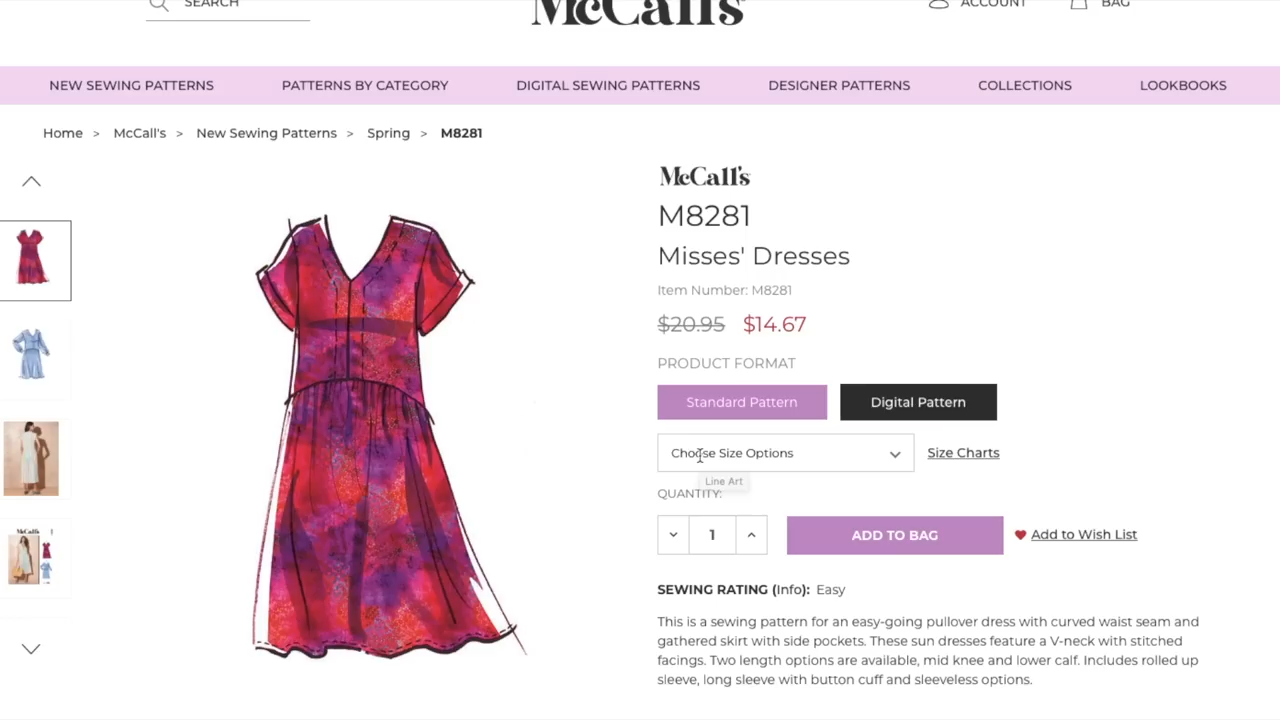 SEARCH
McCall's
ACCOUNT
BAG
NEW SEWING PATTERNS
PATTERNS BY CATEGORY
DIGITAL SEWING PATTERNS
DESIGNER PATTERNS
COLLECTIONS
LOOKBOOKS
Home > McCall's > New Sewing Patterns > Spring > M8281
McCall's
M8281
Misses' Dresses
Item Number: M8281
$20.95 $14.67
PRODUCT FORMAT
Standard Pattern
Digital Pattern
Choose Size Options
Size Charts
Line Art
QUANTITY:
1
ADD TO BAG
Add to Wish List
SEWING RATING (Info): Easy
This is a sewing pattern for an easy-going pullover dress with curved waist seam and
gathered skirt with side pockets. These sun dresses feature a V-neck with stitched
facings. Two length options are available, mid knee and lower calf. Includes rolled up
sleeve, long sleeve with button cuff and sleeveless options.
McCall's